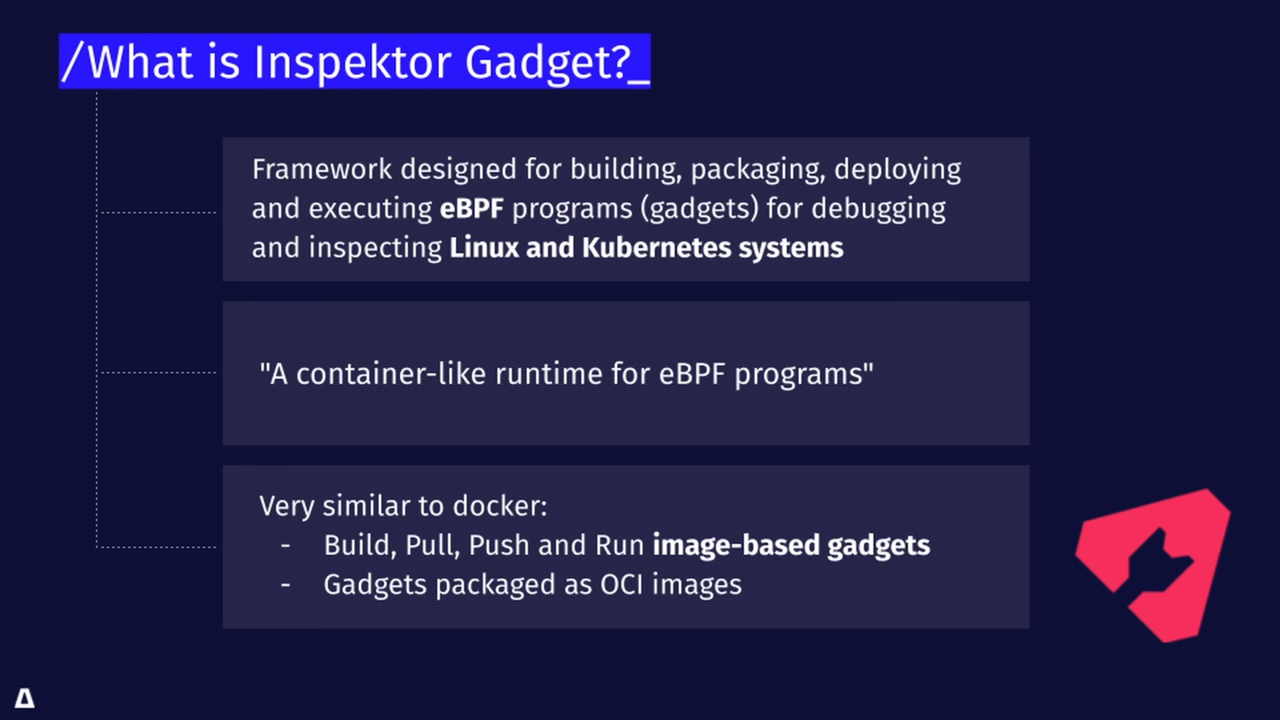 /What is Inspektor Gadget?_
Framework designed for building, packaging, deploying
and executing eBPF programs (gadgets) for debugging
and inspecting Linux and Kubernetes systems
"A container-like runtime for eBPF programs"
Very similar to docker:
- Build, Pull, Push and Run image-based gadgets
- Gadgets packaged as OCI images